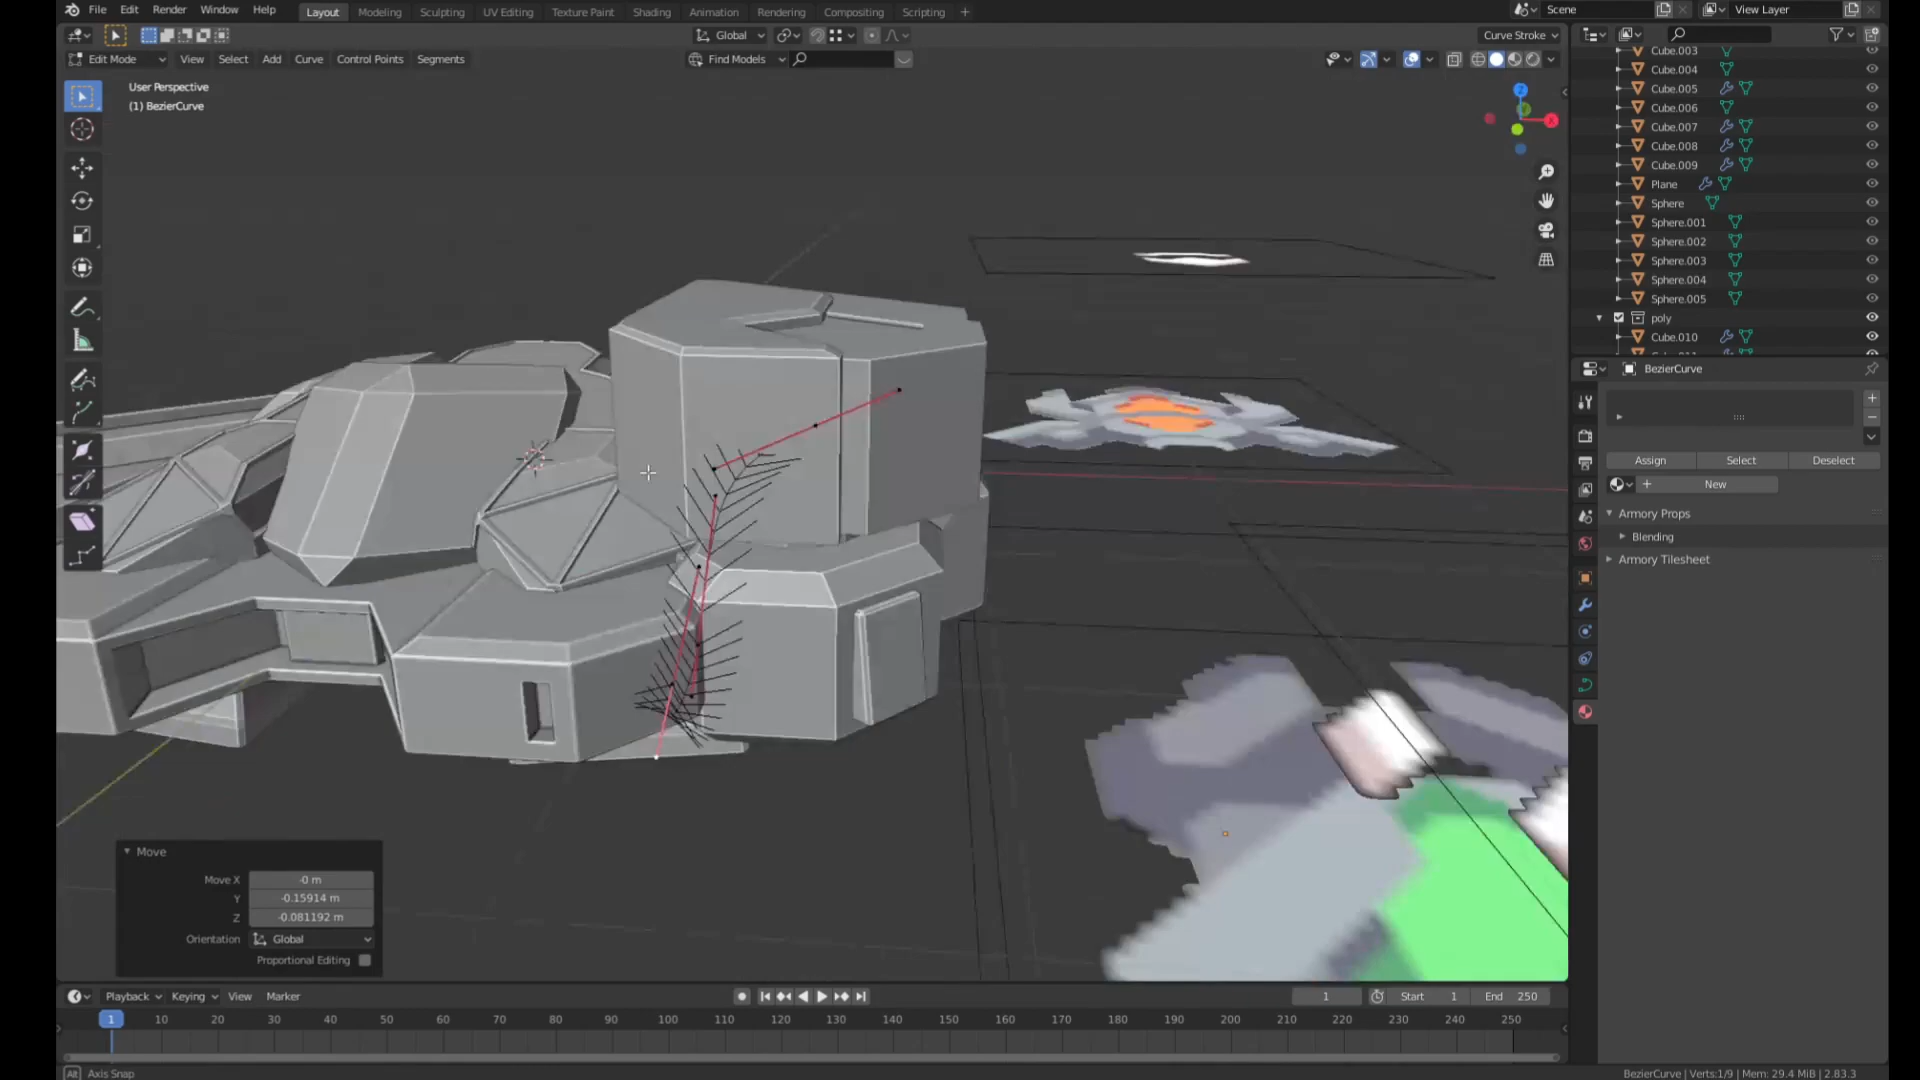 File Edit Render Window Help
Layout Modeling Sculpting UV Editing Texture Paint Shading Animation Rendering Compositing Scripting +
Scene View Layer
Global Curve Stroke
Edit Mode View Select Add Curve Control Points Segments
Find Models
User Perspective
(1) BezierCurve
Z
Y
X
Cube.003
Cube.004
Cube.005
Cube.006
Cube.007
Cube.008
Cube.009
Plane
Sphere
Sphere.001
Sphere.002
Sphere.003
Sphere.004
Sphere.005
poly
Cube.010
BezierCurve
Assign Select Deselect
+ New
Armory Props
Blending
Armory Tilesheet
Move
Move X -0 m
Y -0.15914 m
Z -0.081192 m
Orientation Global
Proportional Editing
Playback Keying View Marker
1 Start 1 End 250
1 10 20 30 40 50 60 70 80 90 100 110 120 130 140 150 160 170 180 190 200 210 220 230 240 250
Alt Axis Snap
BezierCurve | Verts:1/9 | Mem: 29.4 MiB | 2.83.3